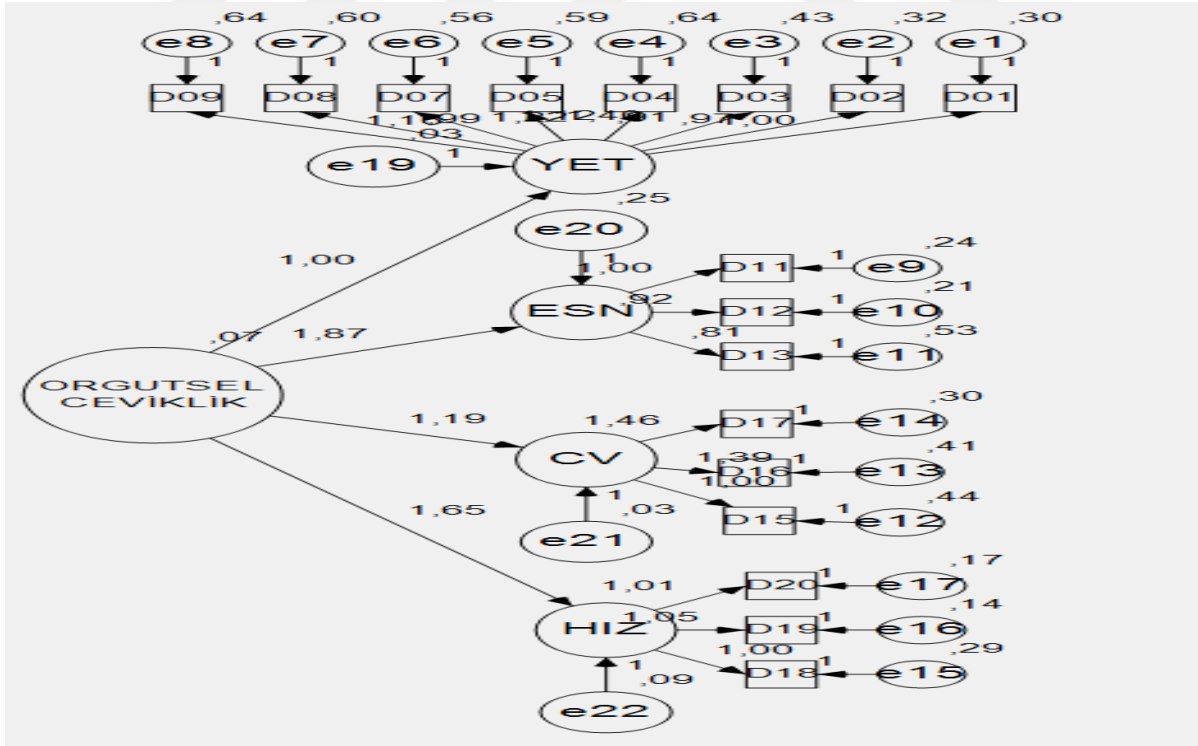 ,64 ,60 ,56 ,59 ,64 ,43 ,32 ,30
e8 e7 e6 e5 e4 e3 e2 e1
1 1 1 1 1 1 1 1
D09 D08 D07 D05 D04 D03 D02 D01
,97 1,00
,03
e19 1 YET
,25
e20
1,00
1
1,00 D11 1 e9 ,24
ESN ,92 D12 1 e10 ,21
,81 D13 1 e11 ,53
,07 1,87
ORGUTSEL
CEVİKLİK
1,19
1,46 D17 1 e14 ,30
CV 1,39 D16 1 e13 ,41
1,00 D15 1 e12 ,44
1 ,03
e21
1,65
1,01 D20 1 e17 ,17
HIZ 1,05 D19 1 e16 ,14
1,00 D18 1 e15 ,29
1 ,09
e22